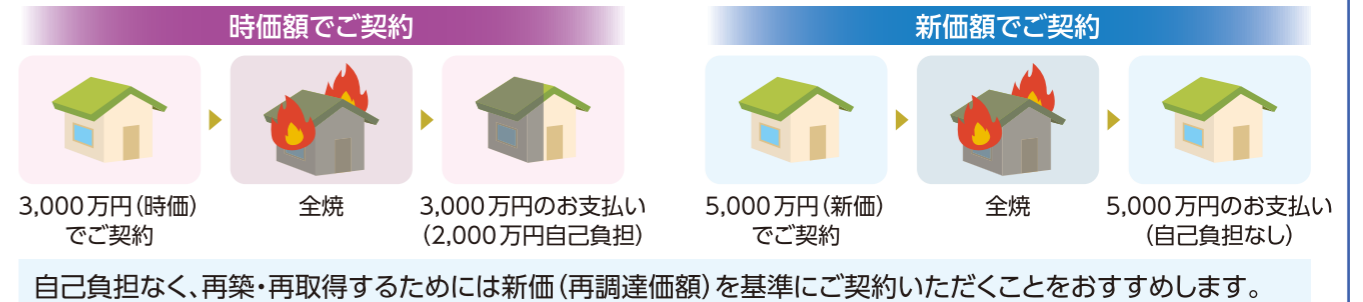 時価額でご契約
3,000万円（時価）
でご契約
全焼
3,000万円のお支払い
（2,000万円自己負担）
新価額でご契約
5,000万円（新価）
でご契約
全焼
5,000万円のお支払い
（自己負担なし）
自己負担なく、再築・再取得するためには新価（再調達価額）を基準にご契約いただくことをおすすめします。